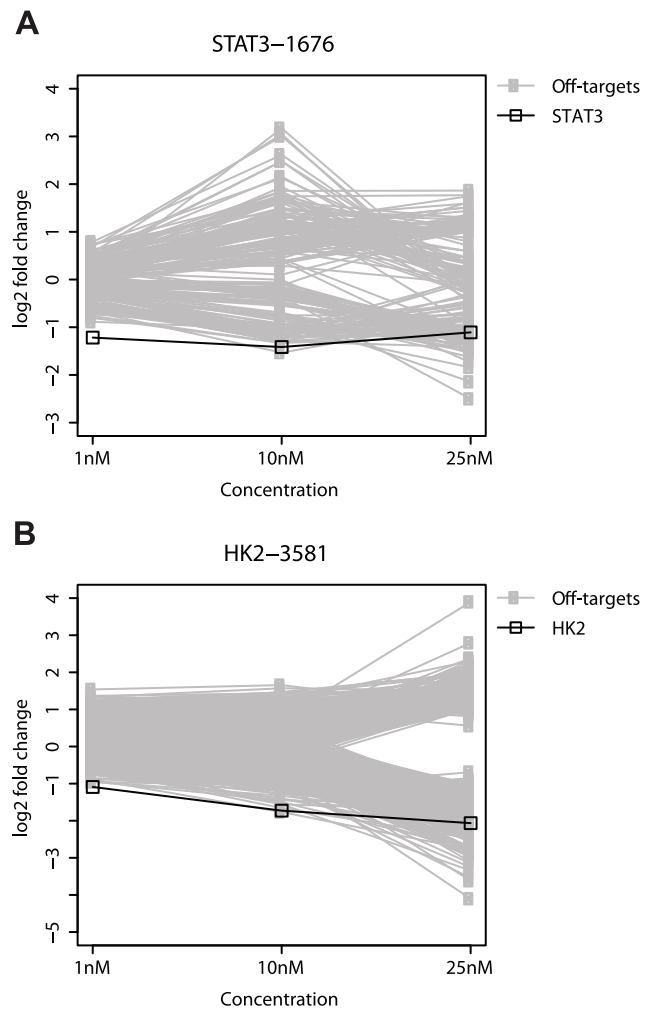 A
STAT3−1676
Off-targets
STAT3
4
3
2
1
0
−1
−2
−3
log2 fold change
1nM 10nM 25nM
Concentration
B
HK2−3581
Off-targets
HK2
4
3
2
1
0
−1
−3
−5
log2 fold change
1nM 10nM 25nM
Concentration